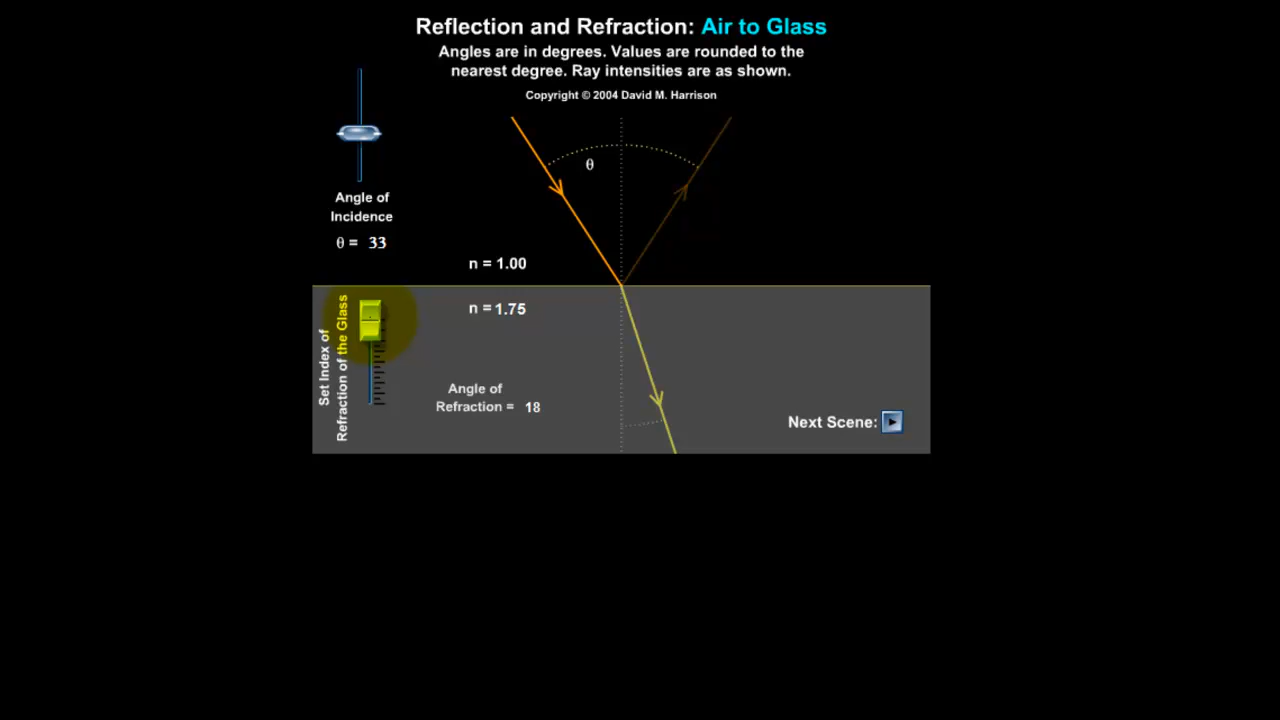 Reflection and Refraction: Air to Glass
Angles are in degrees. Values are rounded to the
nearest degree. Ray intensities are as shown.
Copyright © 2004 David M. Harrison
θ
Angle of
Incidence
θ = 33
n = 1.00
n = 1.75
Set Index of
Refraction of the Glass
Angle of
Refraction = 18
Next Scene: